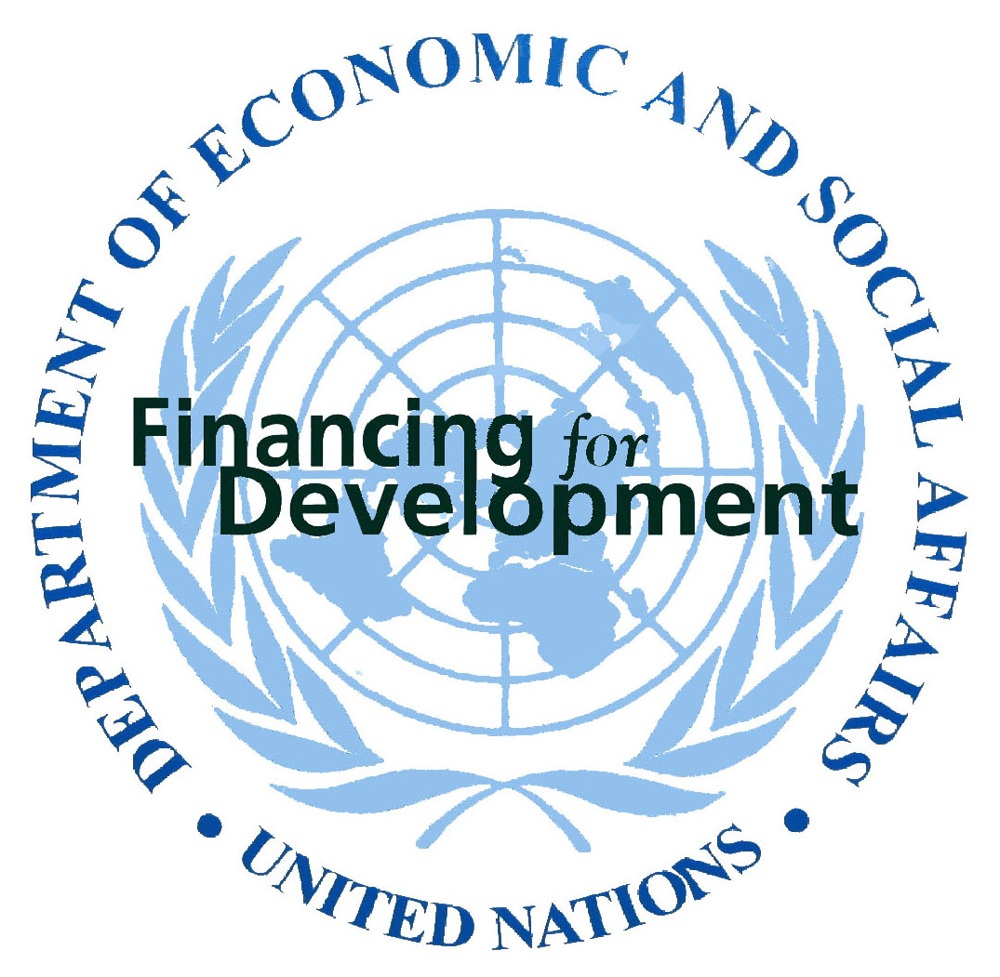 DEPARTMENT OF ECONOMIC AND SOCIAL AFFAIRS
Financing for
Development
• UNITED NATIONS •